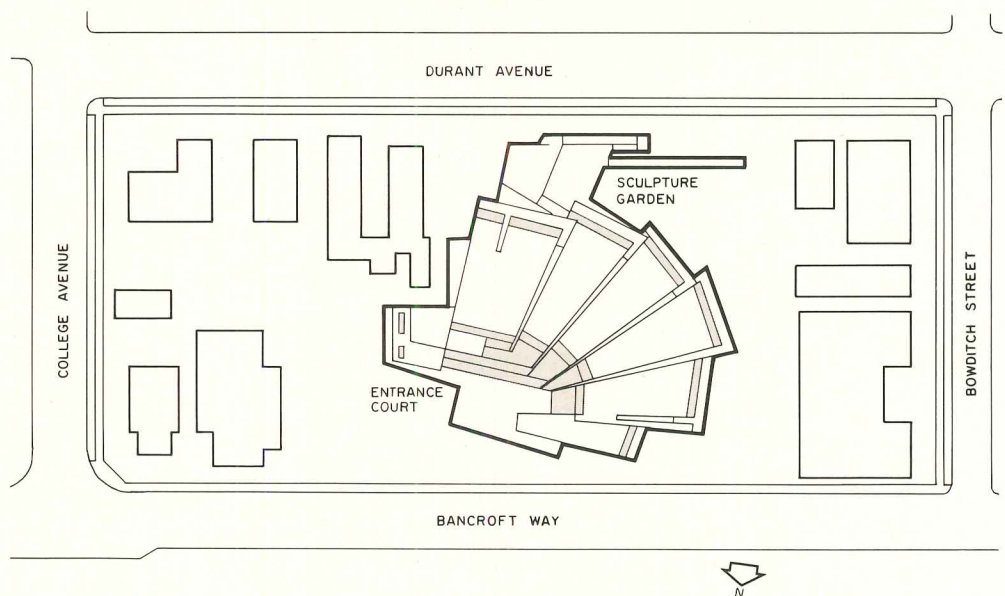 DURANT AVENUE
SCULPTURE
GARDEN
COLLEGE AVENUE
BOWDITCH STREET
ENTRANCE
COURT
BANCROFT WAY
N